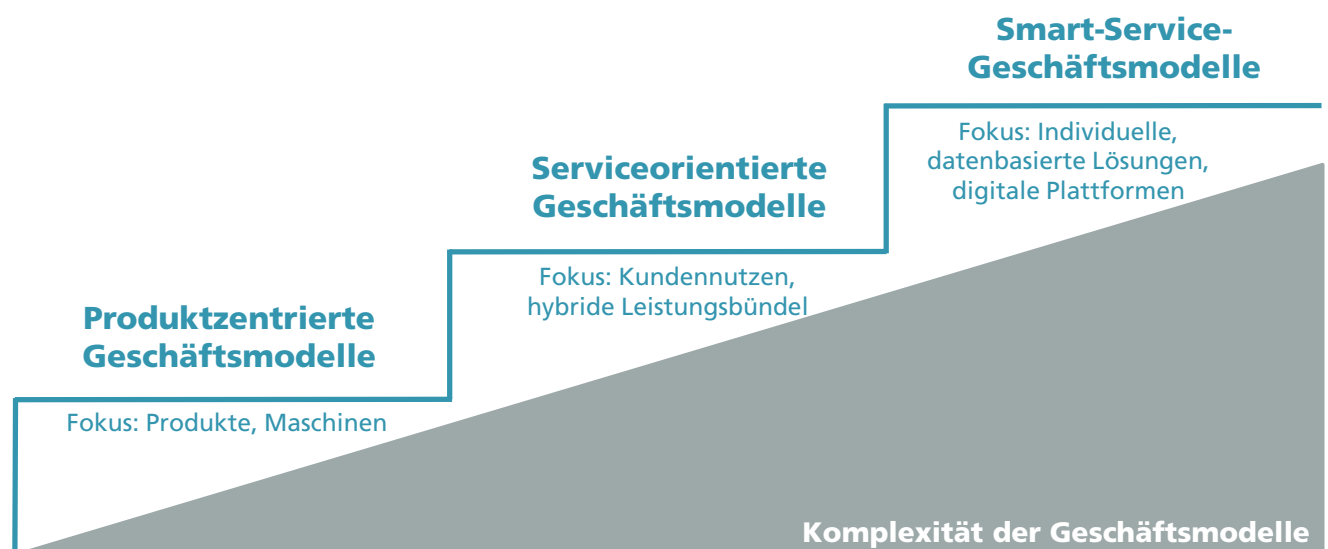 Smart-Service-
Geschäftsmodelle
Fokus: Individuelle,
datenbasierte Lösungen,
digitale Plattformen
Serviceorientierte
Geschäftsmodelle
Fokus: Kundennutzen,
hybride Leistungsbündel
Produktzentrierte
Geschäftsmodelle
Fokus: Produkte, Maschinen
Komplexität der Geschäftsmodelle